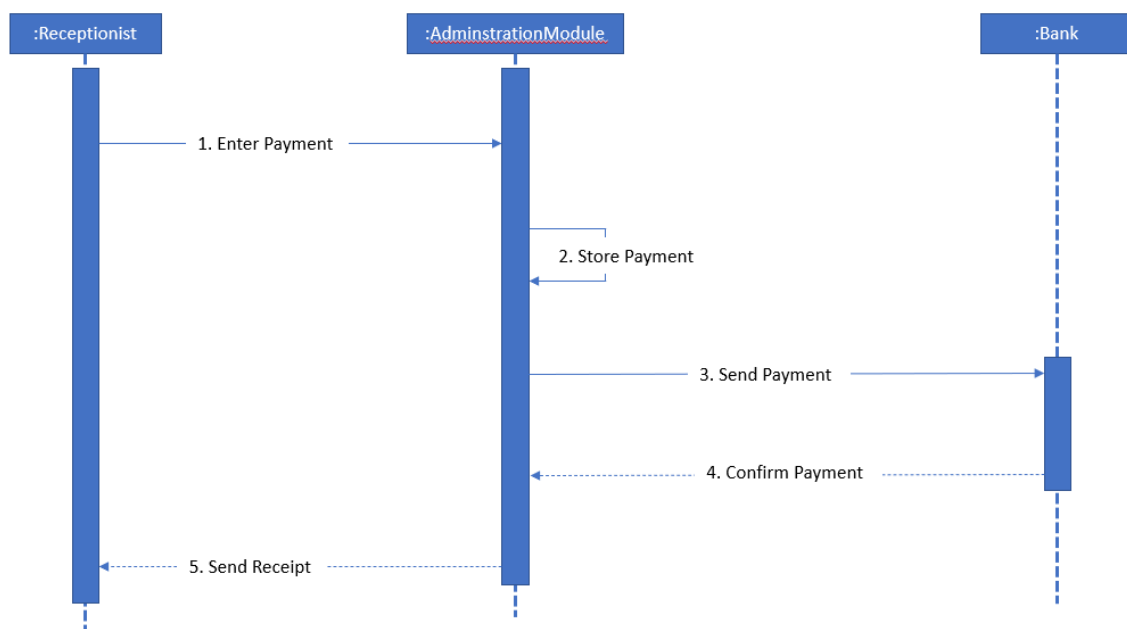 :Receptionist
:AdminstrationModule
:Bank
1. Enter Payment
2. Store Payment
3. Send Payment
4. Confirm Payment
5. Send Receipt